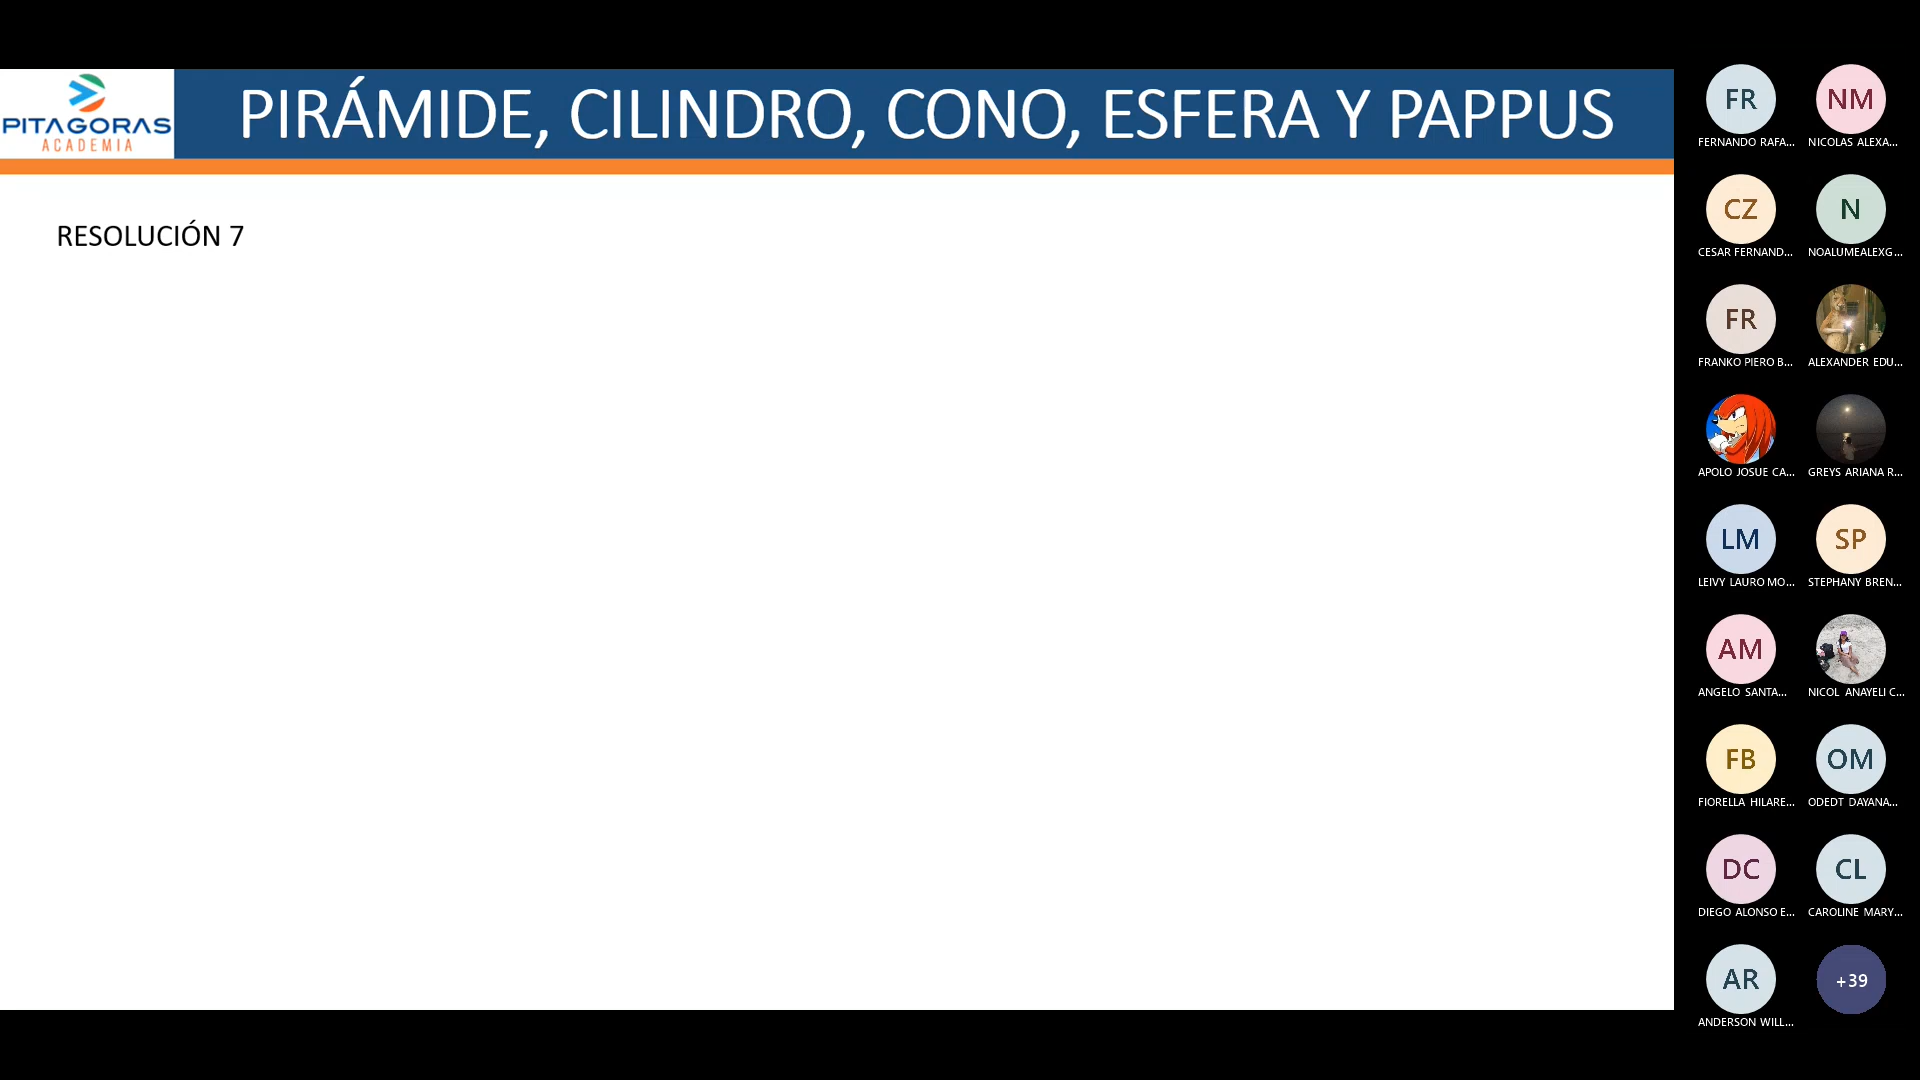 PITAGORAS
ACADEMIA
PIRÁMIDE, CILINDRO, CONO, ESFERA Y PAPPUS
RESOLUCIÓN 7
FR
FERNANDO RAFA...
NM
NICOLAS ALEXA...
CZ
CESAR FERNAND...
N
NOALUMEALEXG...
FR
FRANKO PIERO B...
ALEXANDER EDU...
APOLO JOSUE CA...
GREYS ARIANA R...
LM
LEIVY LAURO MO...
SP
STEPHANY BREN...
AM
ANGELO SANTA...
NICOL ANAYELI C...
FB
FIORELLA HILARE...
OM
ODEDT DAYANA...
DC
DIEGO ALONSO E...
CL
CAROLINE MARY...
AR
ANDERSON WILL...
+39